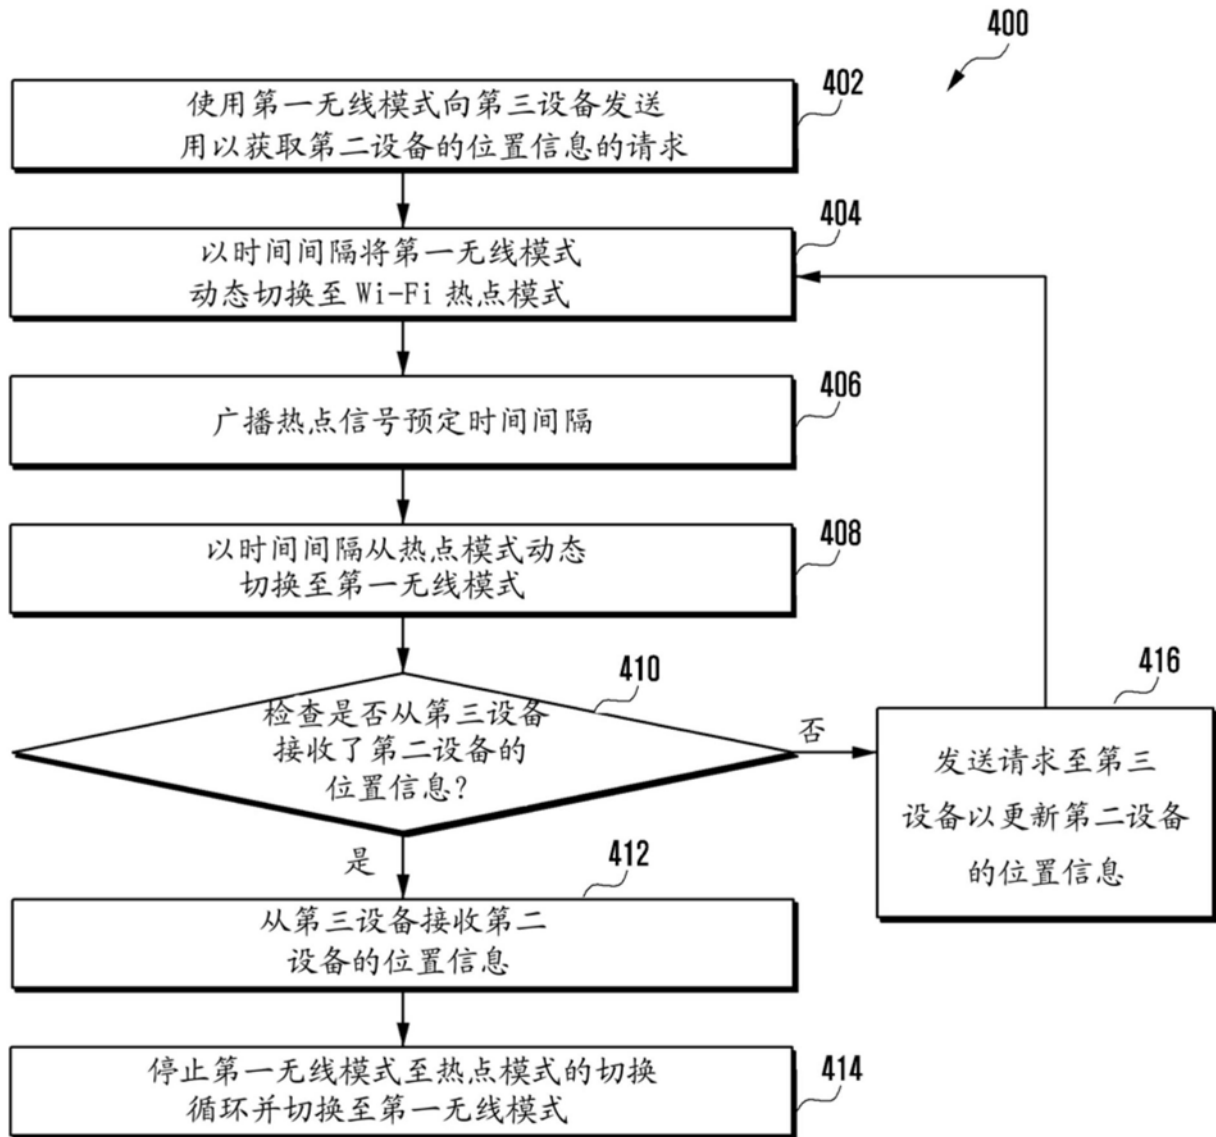 400
使用第一无线模式向第三设备发送
用以获取第二设备的位置信息的请求
402
以时间间隔将第一无线模式
动态切换至Wi-Fi热点模式
404
广播热点信号预定时间间隔
406
以时间间隔从热点模式动态
切换至第一无线模式
408
检查是否从第三设备
接收了第二设备的
位置信息?
410
否
发送请求至第三
设备以更新第二设备
的位置信息
416
是
从第三设备接收第二
设备的位置信息
412
停止第一无线模式至热点模式的切换
循环并切换至第一无线模式
414